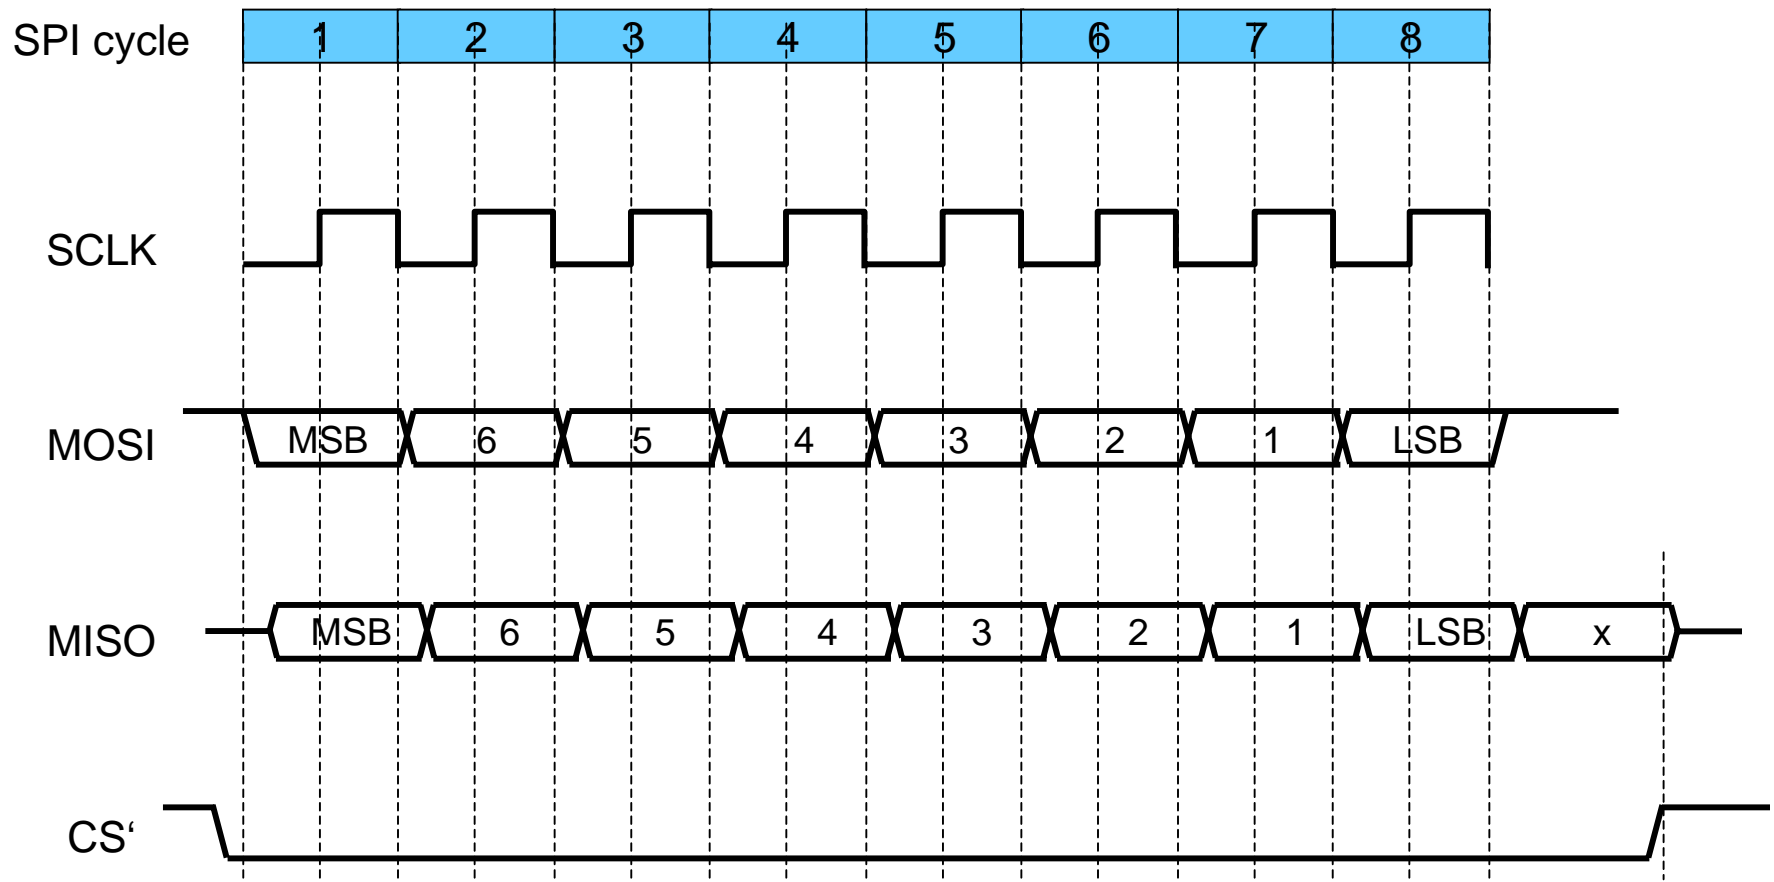 SPI cycle 1 2 3 4 5 6 7 8
SCLK
MOSI MSB 6 5 4 3 2 1 LSB
MISO MSB 6 5 4 3 2 1 LSB x
CS‘